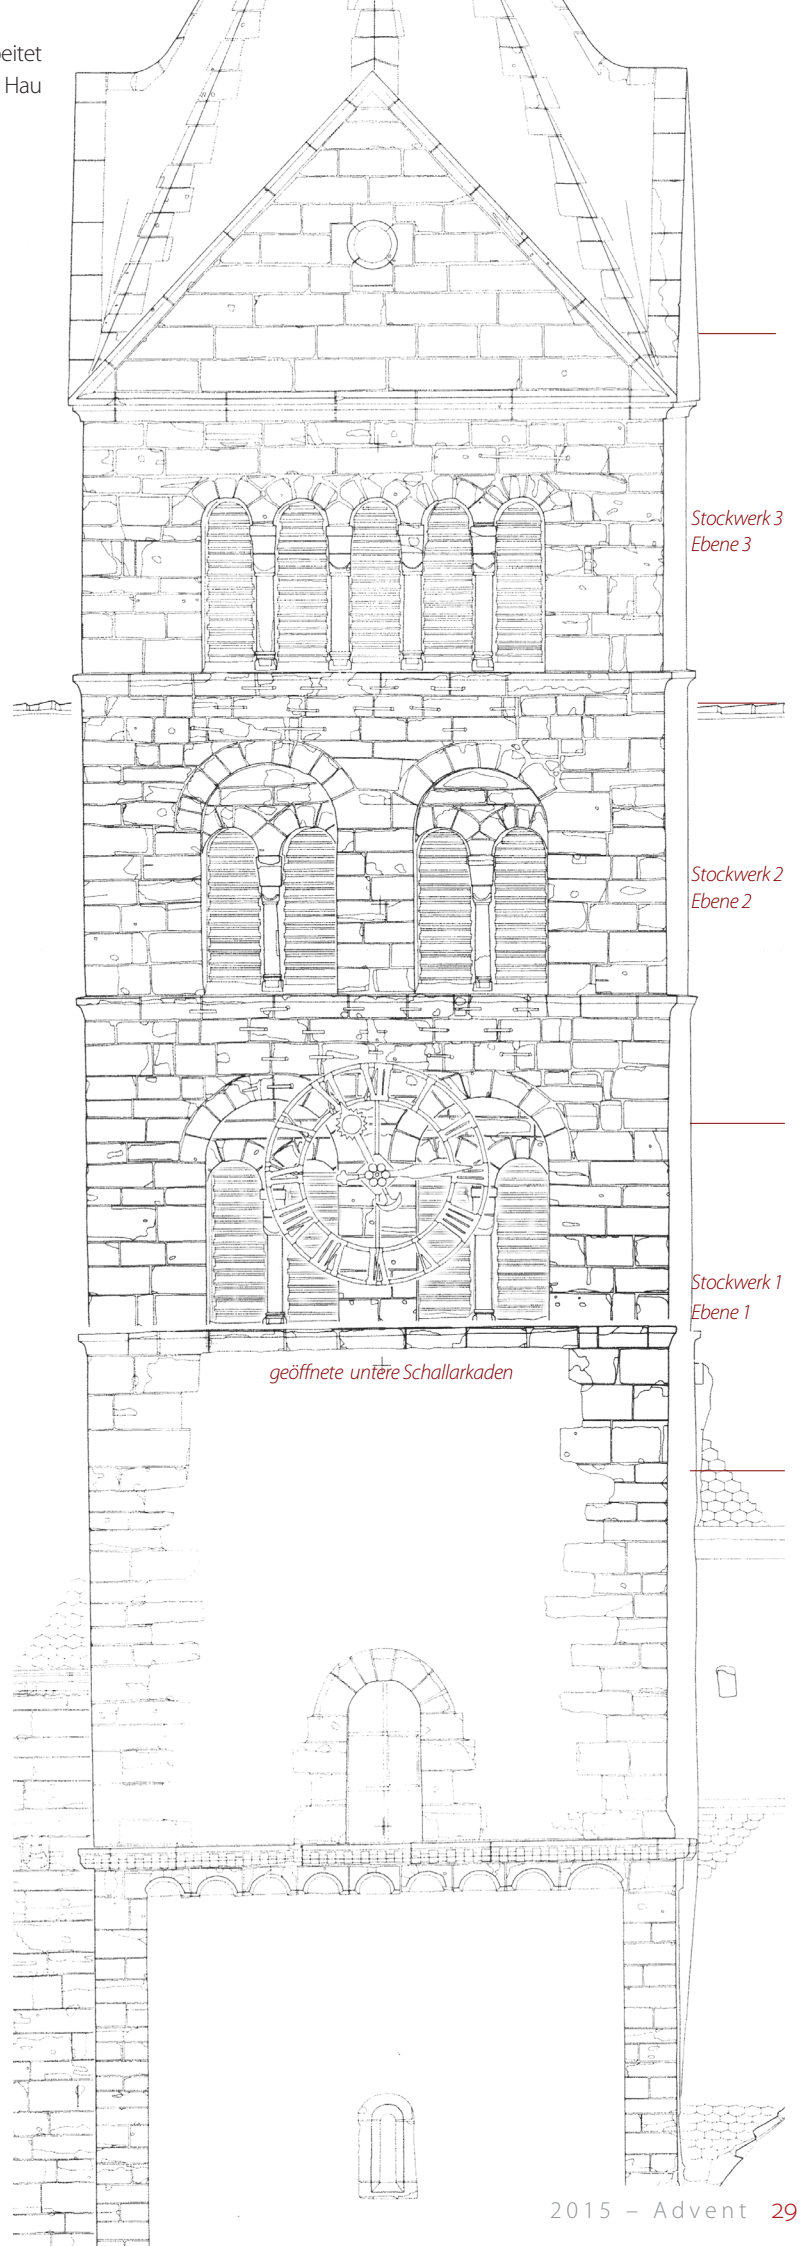 eitet
Hau
Stockwerk 3
Ebene 3
Stockwerk 2
Ebene 2
Stockwerk 1
Ebene 1
geöffnete untere Schallarkaden
2015 – Advent 29